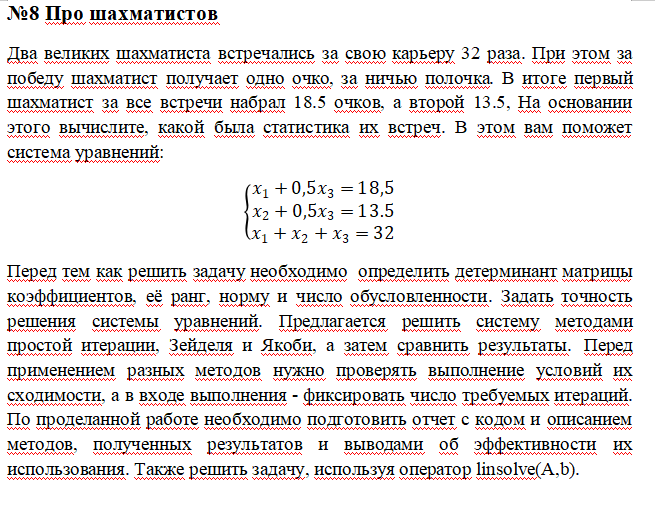 №8 Про шахматистов
Два великих шахматиста встречались за свою карьеру 32 раза. При этом за
победу шахматист получает одно очко, за ничью полочка. В итоге первый
шахматист за все встречи набрал 18.5 очков, а второй 13.5, На основании
этого вычислите, какой была статистика их встреч. В этом вам поможет
система уравнений:
x₁ + 0,5x₃ = 18,5
x₂ + 0,5x₃ = 13.5
x₁ + x₂ + x₃ = 32
Перед тем как решить задачу необходимо определить детерминант матрицы
коэффициентов, её ранг, норму и число обусловленности. Задать точность
решения системы уравнений. Предлагается решить систему методами
простой итерации, Зейделя и Якоби, а затем сравнить результаты. Перед
применением разных методов нужно проверять выполнение условий их
сходимости, а в входе выполнения - фиксировать число требуемых итераций.
По проделанной работе необходимо подготовить отчет с кодом и описанием
методов, полученных результатов и выводами об эффективности их
использования. Также решить задачу, используя оператор linsolve(A,b).